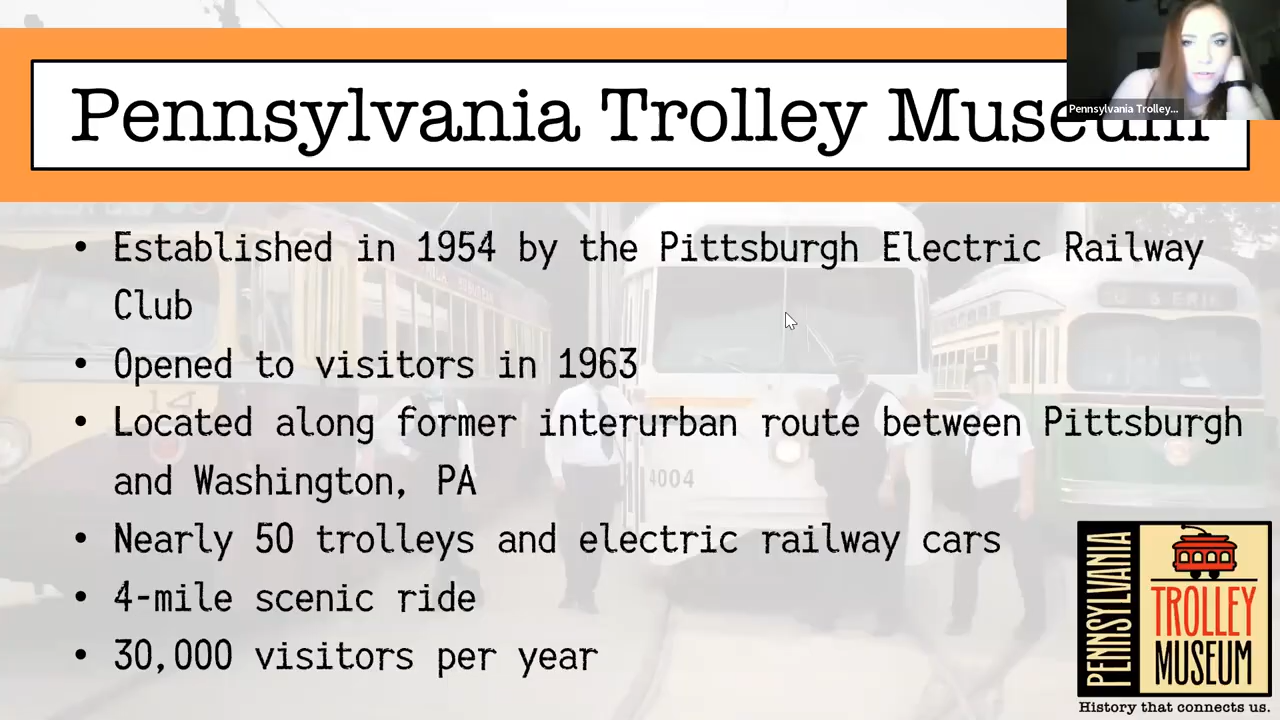 Pennsylvania Trolley Museum
Pennsylvania Trolley...
• Established in 1954 by the Pittsburgh Electric Railway
Club
• Opened to visitors in 1963
• Located along former interurban route between Pittsburgh
and Washington, PA
• Nearly 50 trolleys and electric railway cars
• 4-mile scenic ride
• 30,000 visitors per year
14
4004
& ERIE
PENNSYLVANIA
TROLLEY
MUSEUM
History that connects us.